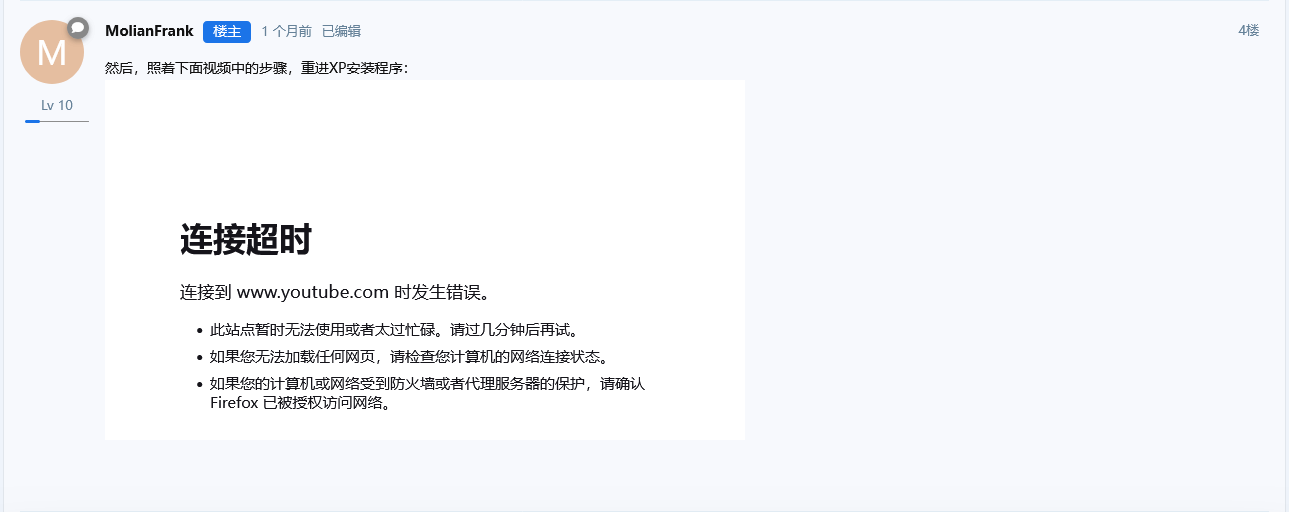 M
MolianFrank 楼主 1 个月前 已编辑 4楼
然后，照着下面视频中的步骤，重进XP安装程序：
Lv 10
连接超时
连接到 www.youtube.com 时发生错误。
此站点暂时无法使用或者太过忙碌。请过几分钟后再试。
如果您无法加载任何网页，请检查您计算机的网络连接状态。
如果您的计算机或网络受到防火墙或者代理服务器的保护，请确认
Firefox 已被授权访问网络。